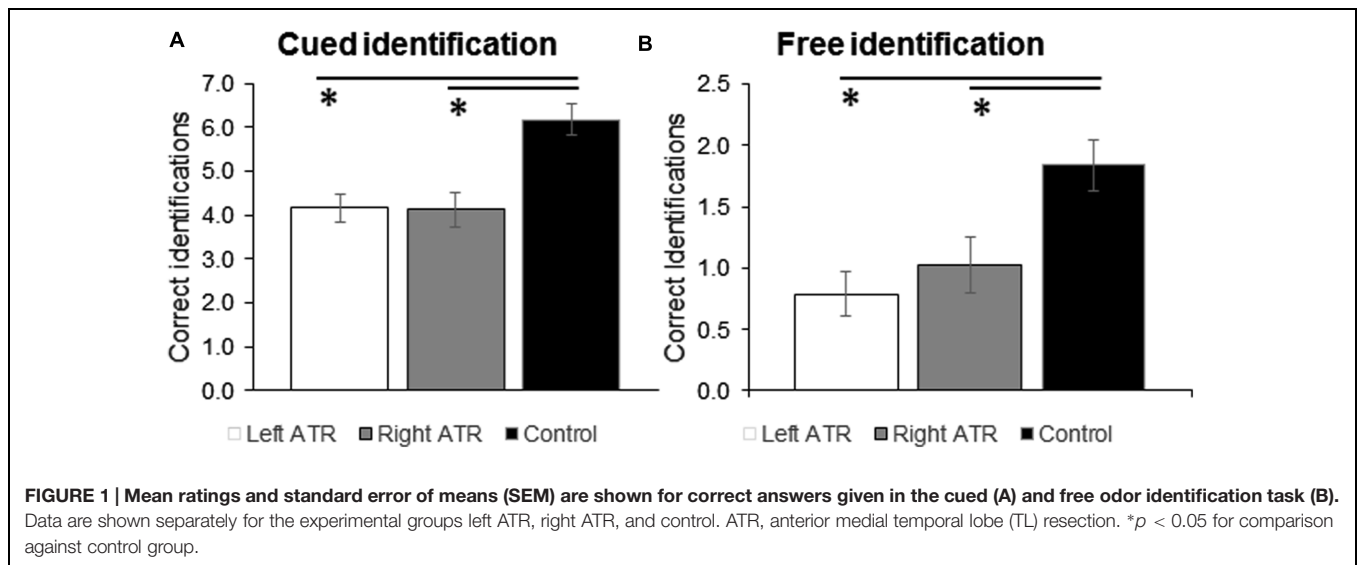 A
Cued identification
7.0
6.0
5.0
4.0
3.0
2.0
1.0
0.0
Correct identifications
*
*
Left ATR Right ATR Control
B
Free identification
2.5
2.0
1.5
1.0
0.5
0.0
Correct Identifications
*
*
Left ATR Right ATR Control
FIGURE 1 | Mean ratings and standard error of means (SEM) are shown for correct answers given in the cued (A) and free odor identification task (B).
Data are shown separately for the experimental groups left ATR, right ATR, and control. ATR, anterior medial temporal lobe (TL) resection. *p < 0.05 for comparison
against control group.